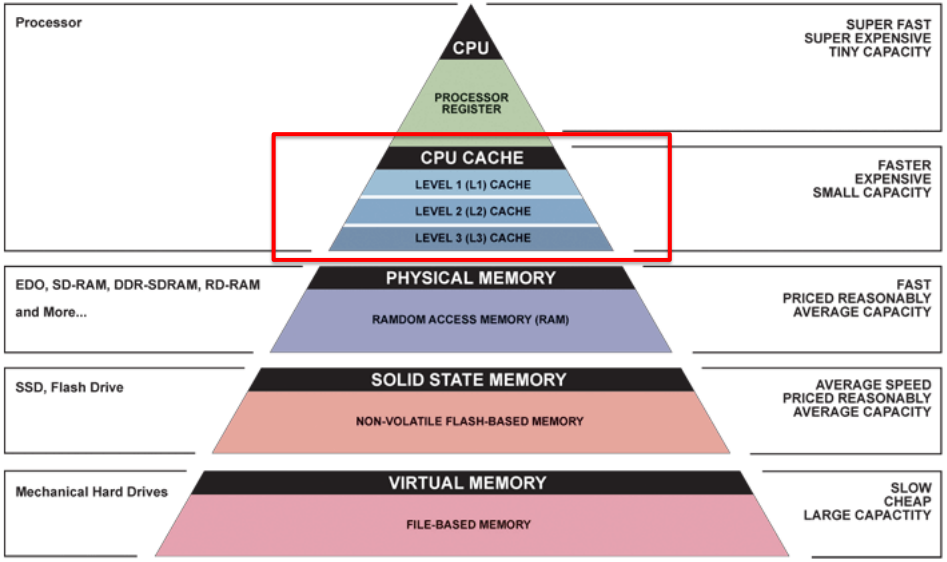 Processor
CPU
SUPER FAST
SUPER EXPENSIVE
TINY CAPACITY
PROCESSOR
REGISTER
CPU CACHE
LEVEL 1 (L1) CACHE
LEVEL 2 (L2) CACHE
LEVEL 3 (L3) CACHE
FASTER
EXPENSIVE
SMALL CAPACITY
EDO, SD-RAM, DDR-SDRAM, RD-RAM
and More...
PHYSICAL MEMORY
RAMDOM ACCESS MEMORY (RAM)
FAST
PRICED REASONABLY
AVERAGE CAPACITY
SSD, Flash Drive
SOLID STATE MEMORY
NON-VOLATILE FLASH-BASED MEMORY
AVERAGE SPEED
PRICED REASONABLY
AVERAGE CAPACITY
Mechanical Hard Drives
VIRTUAL MEMORY
FILE-BASED MEMORY
SLOW
CHEAP
LARGE CAPACTITY